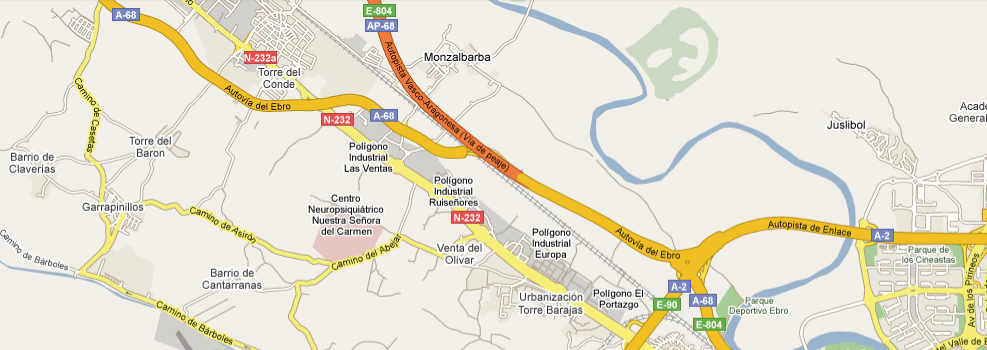 A-68
E-804
AP-68
N-232a
Torre del
Conde
Monzalbarba
Autopista Vasco-Aragonesa (Vía de peaje)
Camino de Casetas
Autovía del Ebro
N-232
A-68
Torre del
Baron
Barrio de
Claverías
Polígono
Industrial
Las Ventas
Juslibol
Acade
General
Polígono
Industrial
Ruiseñores
Centro
Neuropsiquiátrico
Nuestra Señora
del Carmen
Garrapinillos
Camino de Asirón
N-232
Camino del Abejar
Venta del
Olivar
Polígono
Industrial
Europa
Autovía del Ebro
Autopista de Enlace
A-2
Parque de
los Cineastas
Camino de Bárboles
Barrio de
Cantarranas
Urbanización
Torre Barajas
Polígono El
Portazgo
A-2
E-90
A-68
E-804
Parque
Deportivo Ebro
Av de los Pirineos
Camino de Bárboles
del Valle de B